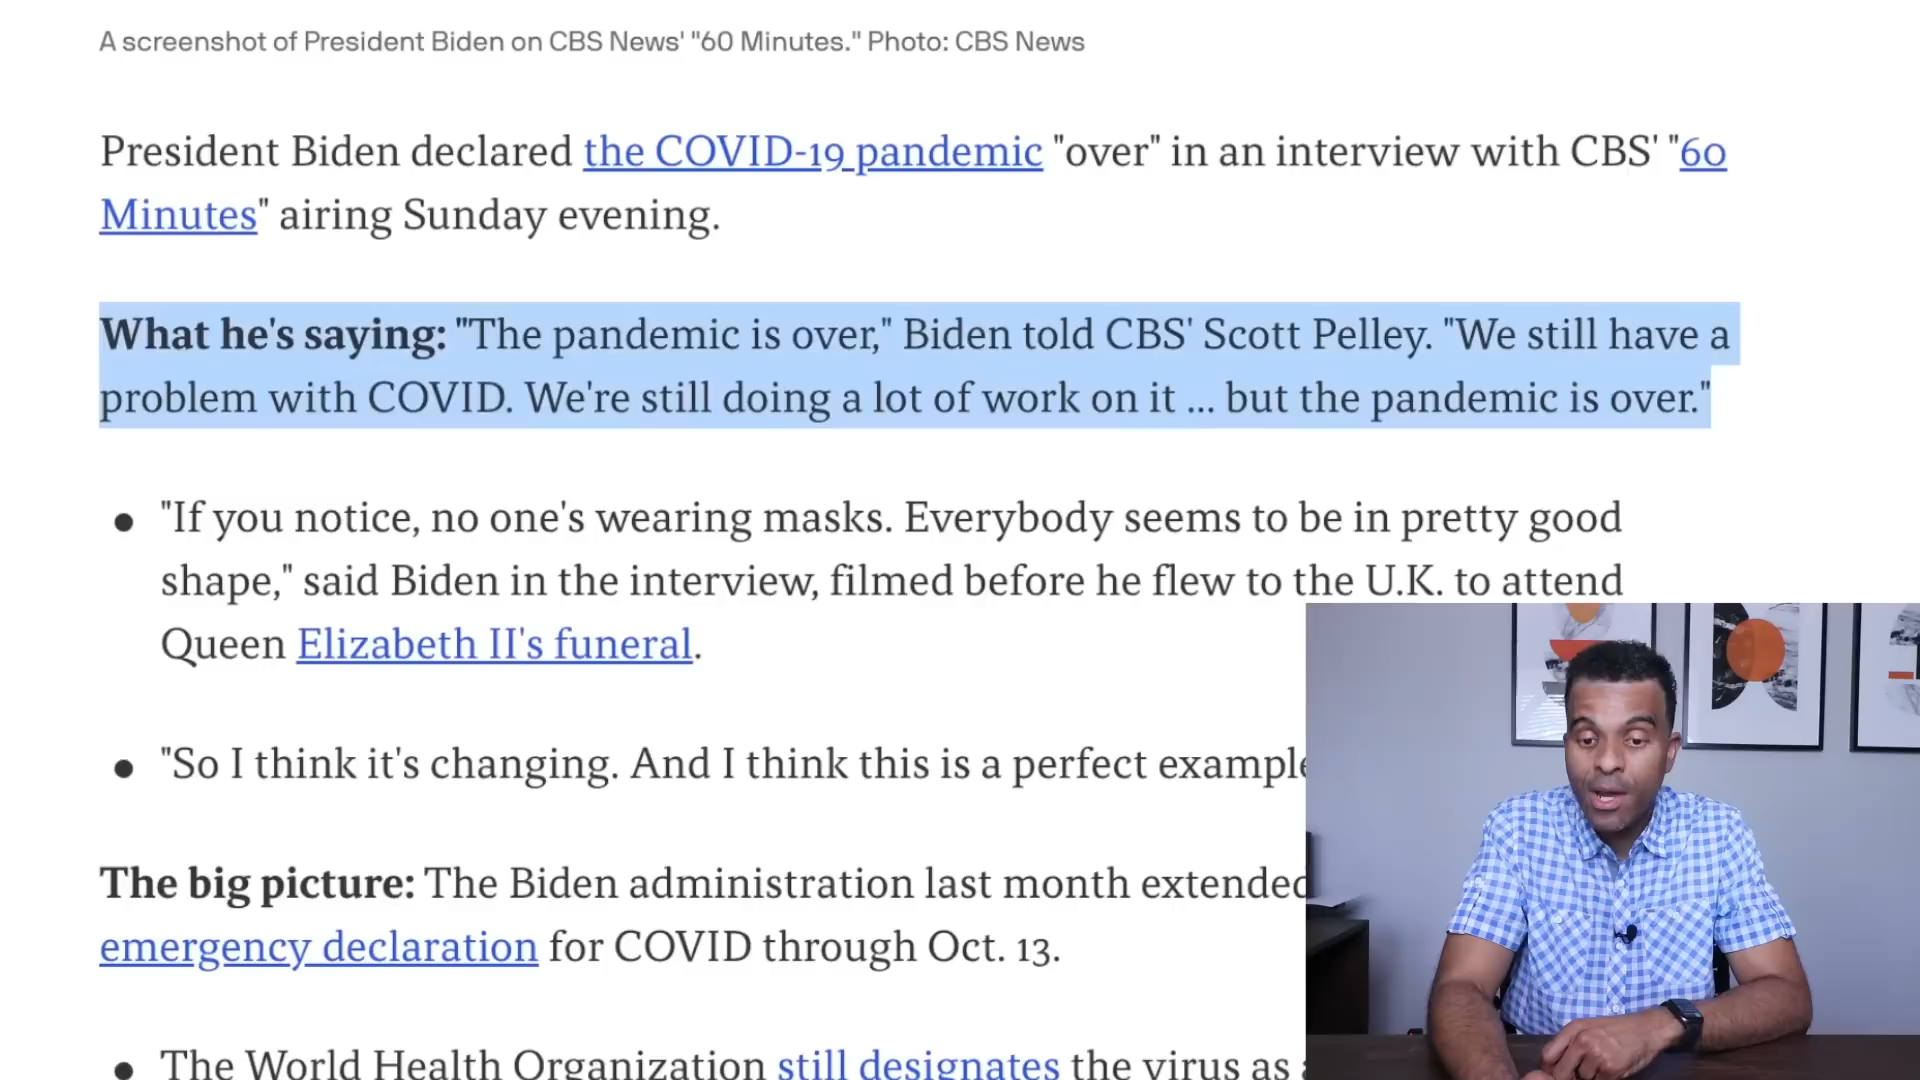 A screenshot of President Biden on CBS News' "60 Minutes." Photo: CBS News
President Biden declared the COVID-19 pandemic "over" in an interview with CBS' "60
Minutes" airing Sunday evening.
What he's saying: "The pandemic is over," Biden told CBS' Scott Pelley. "We still have a
problem with COVID. We're still doing a lot of work on it ... but the pandemic is over."
● "If you notice, no one's wearing masks. Everybody seems to be in pretty good
shape," said Biden in the interview, filmed before he flew to the U.K. to attend
Queen Elizabeth II's funeral.
● "So I think it's changing. And I think this is a perfect
The big picture: The Biden administration last month extended
emergency declaration for COVID through Oct. 13.
● The World Health Organization still designates the virus as